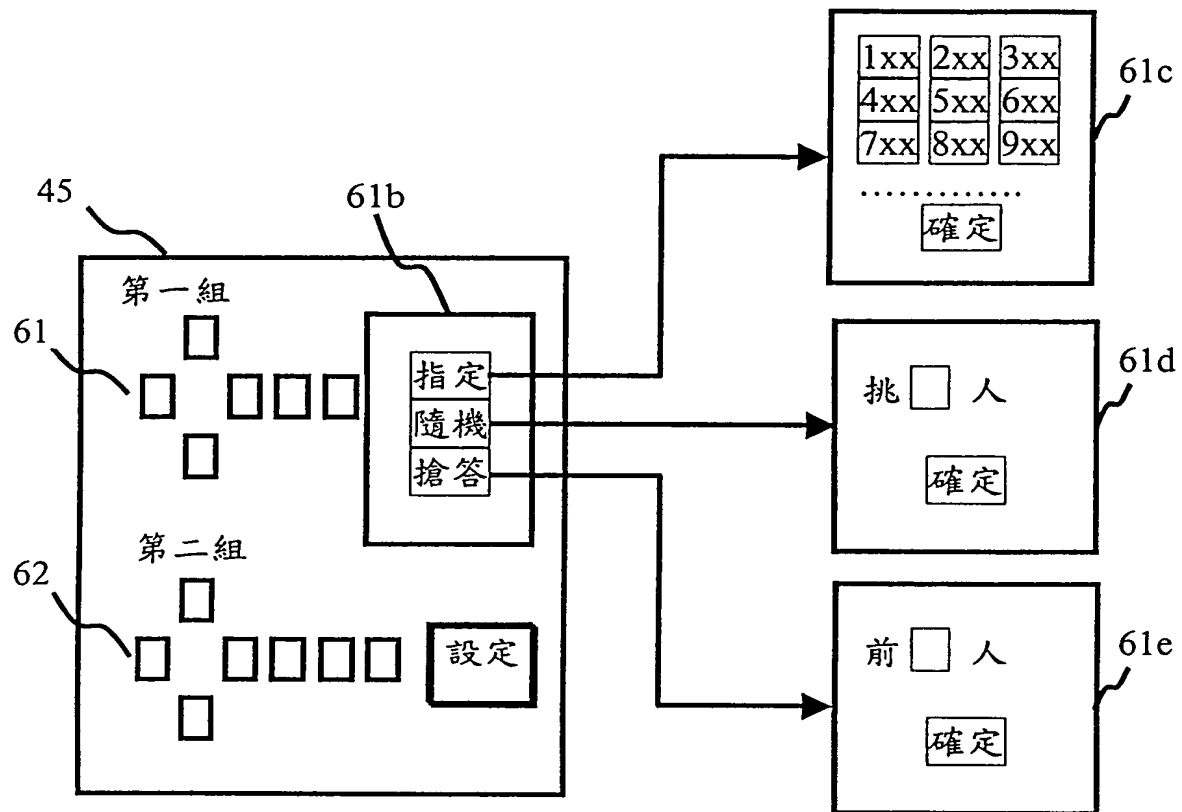 45
第一組
61
61b
指定
隨機
搶答
第二組
62
設定
1xx 2xx 3xx
4xx 5xx 6xx
7xx 8xx 9xx
..............
確定
61c
挑 人
確定
61d
前 人
確定
61e